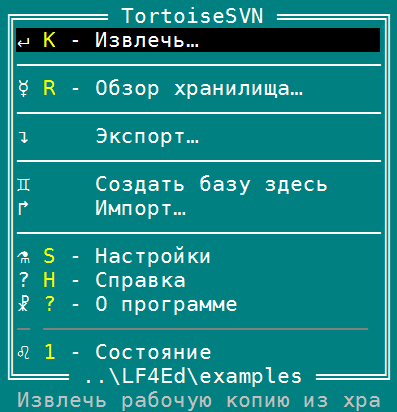 TortoiseSVN
↵ K - Извлечь…
☿ R - Обзор хранилища…
↴ Экспорт…
♊ Создать базу здесь
↱ Импорт…
⚗ S - Настройки
? H - Справка
☧ ? - О программе
♌ 1 - Состояние
..\LF4Ed\examples
Извлечь рабочую копию из хра